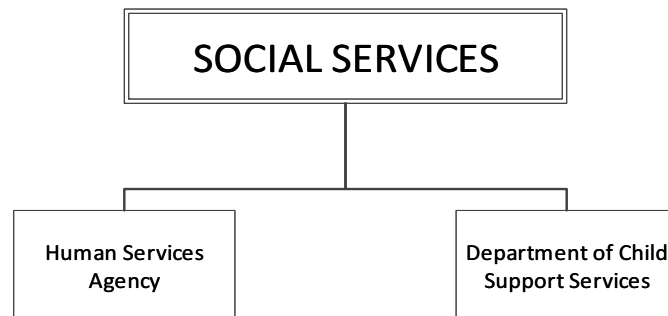 SOCIAL SERVICES
Human Services
Agency
Department of Child
Support Services